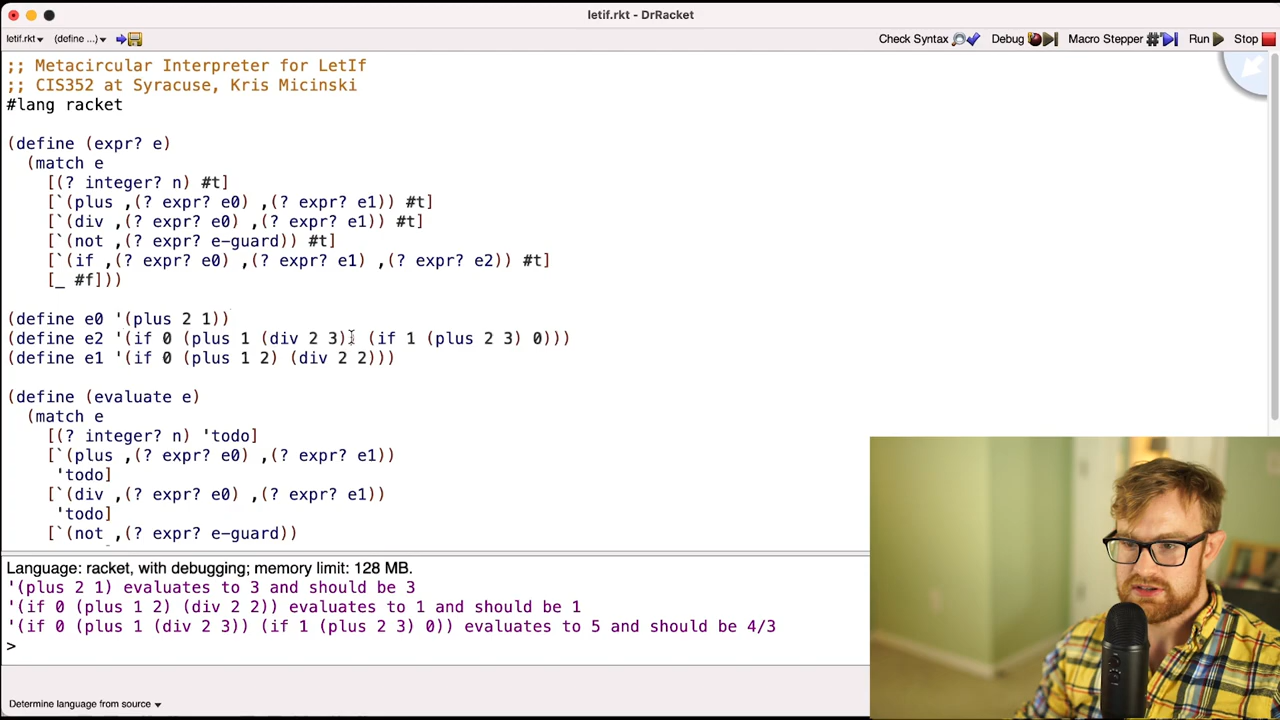 letif.rkt - DrRacket
letif.rkt (define ...) Check Syntax Debug Macro Stepper Run Stop
;; Metacircular Interpreter for LetIf
;; CIS352 at Syracuse, Kris Micinski
#lang racket
(define (expr? e)
(match e
[(? integer? n) #t]
[`(plus ,(? expr? e0) ,(? expr? e1)) #t]
[`(div ,(? expr? e0) ,(? expr? e1)) #t]
[`(not ,(? expr? e-guard)) #t]
[`(if ,(? expr? e0) ,(? expr? e1) ,(? expr? e2)) #t]
[_ #f]))
(define e0 '(plus 2 1))
(define e2 '(if 0 (plus 1 (div 2 3)) (if 1 (plus 2 3) 0)))
(define e1 '(if 0 (plus 1 2) (div 2 2)))
(define (evaluate e)
(match e
[(? integer? n) 'todo]
[`(plus ,(? expr? e0) ,(? expr? e1))
'todo]
[`(div ,(? expr? e0) ,(? expr? e1))
'todo]
[`(not ,(? expr? e-guard))
Language: racket, with debugging; memory limit: 128 MB.
'(plus 2 1) evaluates to 3 and should be 3
'(if 0 (plus 1 2) (div 2 2)) evaluates to 1 and should be 1
'(if 0 (plus 1 (div 2 3)) (if 1 (plus 2 3) 0)) evaluates to 5 and should be 4/3
>
Determine language from source